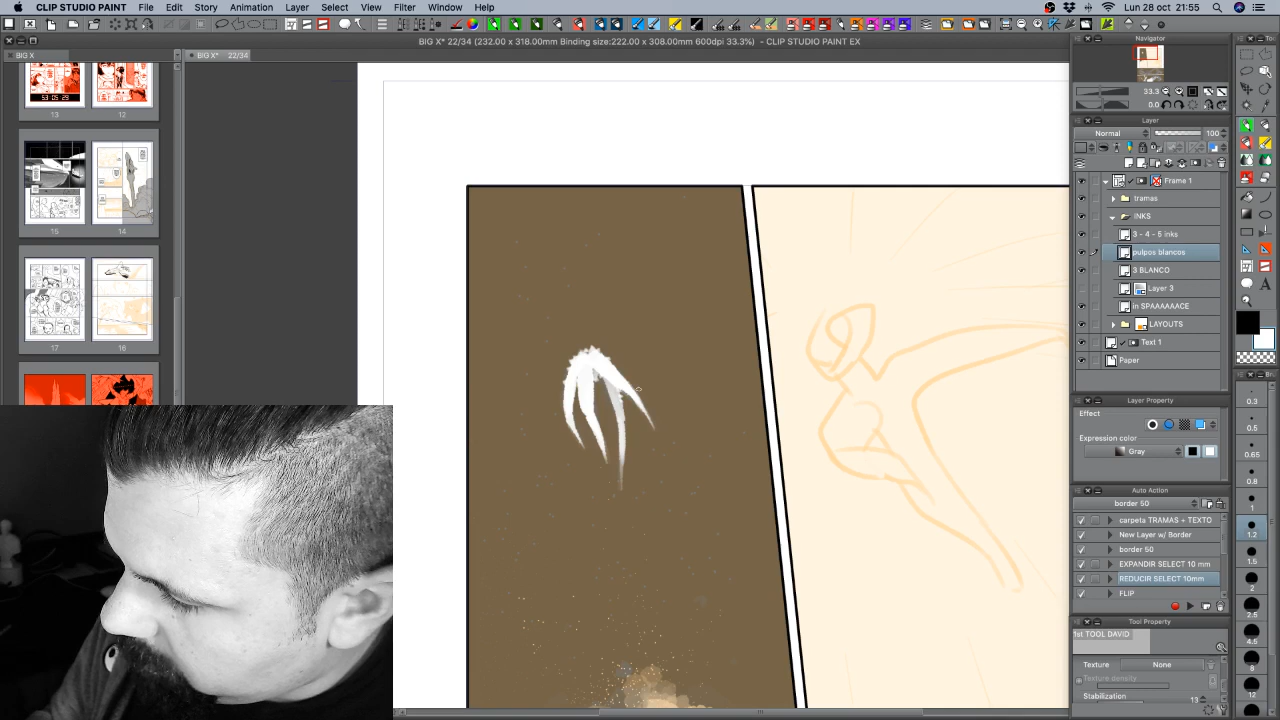 CLIP STUDIO PAINT File Edit Story Animation Layer Select View Filter Window Help Lun 28 oct 21:55
BIG X* 22/34 (232.00 x 318.00mm Binding size:222.00 x 308.00mm 600dpi 33.3%) - CLIP STUDIO PAINT EX
BIG X
BIG X* 22/34
13 12
15 14
17 16
53:05:29
Navigator
33.3
0.0
Layer
Normal 100
Frame 1
tramas
INKS
3 - 4 - 5 inks
pulpos blancos
3 BLANCO
Layer 3
in SPAAAAAACE
LAYOUTS
Text 1
Paper
Layer Property
Effect
Expression color
Gray
Auto Action
border 50
carpeta TRAMAS + TEXTO
New Layer w/ Border
border 50
EXPANDIR SELECT 10 mm
REDUCIR SELECT 10mm
FLIP
Tool Property
1st TOOL DAVID
Texture None
Texture density
Stabilization 13
To
Br
0.3
0.5
0.65
0.8
1
1.2
1.5
2
2.5
4.5
8
12